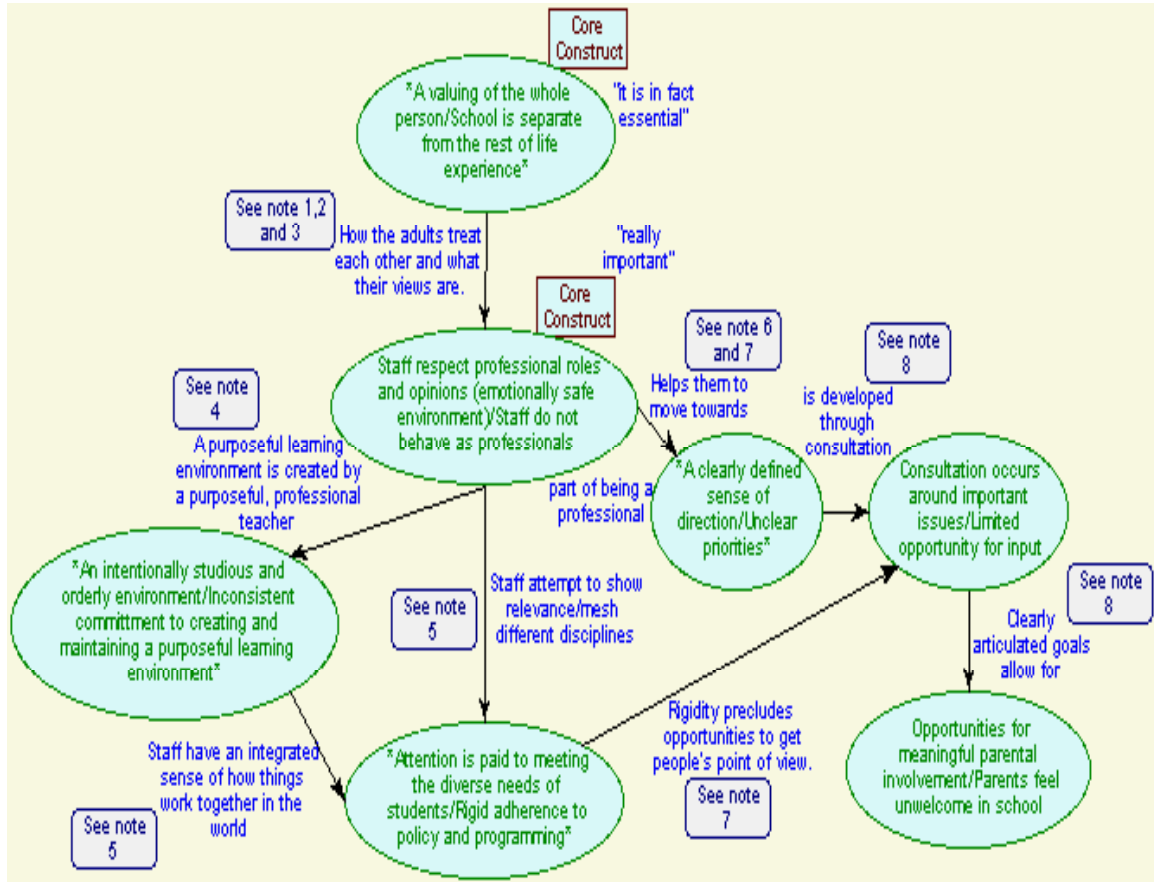 Core
Construct
*A valuing of the whole
person/School is separate
from the rest of life
experience*
"it is in fact
essential"
See note 1,2
and 3
How the adults treat
each other and what
their views are.
"really
important"
Core
Construct
Staff respect professional roles
and opinions (emotionally safe
environment)/Staff do not
behave as professionals
See note 6
and 7
See note
8
See note
4
Helps them to
move towards
is developed
through
consultation
A purposeful learning
environment is created by
a purposeful, professional
teacher
part of being a
professional
*A clearly defined
sense of
direction/Unclear
priorities*
Consultation occurs
around important
issues/Limited
opportunity for input
*An intentionally studious and
orderly environment/Inconsistent
committment to creating and
maintaining a purposeful learning
environment*
See note
5
Staff attempt to show
relevance/mesh
different disciplines
See note
8
Clearly
articulated goals
allow for
Staff have an integrated
sense of how things
work together in the
world
See note
5
*Attention is paid to meeting
the diverse needs of
students/Rigid adherence to
policy and programming*
Rigidity precludes
opportunities to get
people's point of view.
See note
7
Opportunities for
meaningful parental
involvement/Parents feel
unwelcome in school